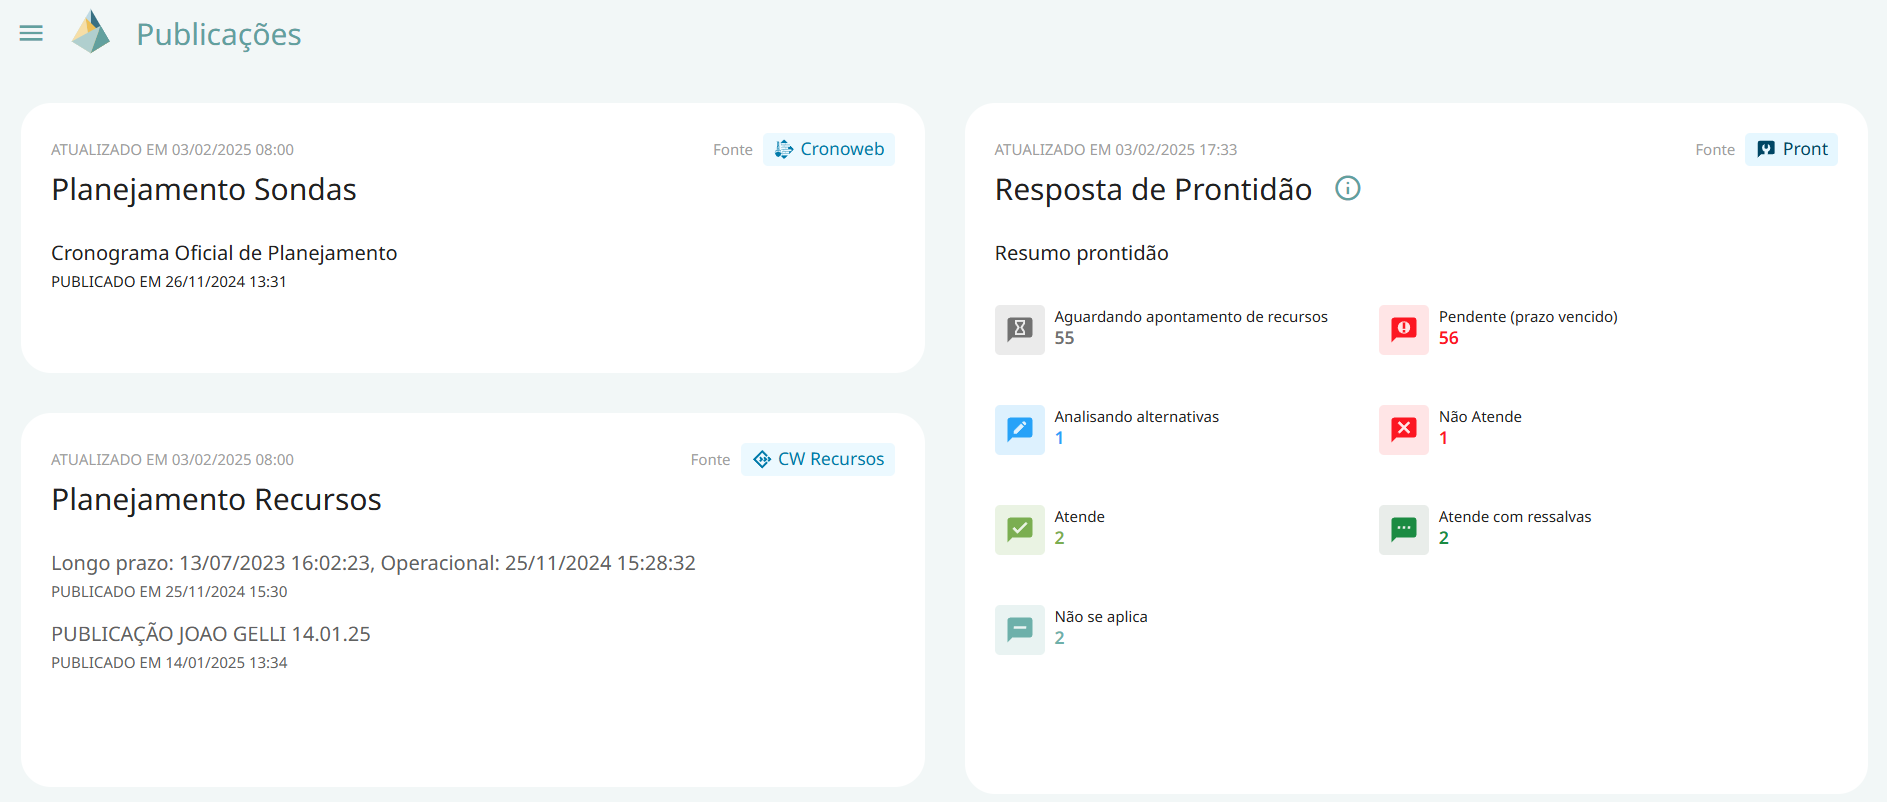 Publicações
ATUALIZADO EM 03/02/2025 08:00
Fonte
Cronoweb
Planejamento Sondas
Cronograma Oficial de Planejamento
PUBLICADO EM 26/11/2024 13:31
ATUALIZADO EM 03/02/2025 08:00
Fonte
CW Recursos
Planejamento Recursos
Longo prazo: 13/07/2023 16:02:23, Operacional: 25/11/2024 15:28:32
PUBLICADO EM 25/11/2024 15:30
PUBLICAÇÃO JOAO GELLI 14.01.25
PUBLICADO EM 14/01/2025 13:34
ATUALIZADO EM 03/02/2025 17:33
Fonte
Pront
Resposta de Prontidão
Resumo prontidão
Aguardando apontamento de recursos
55
Pendente (prazo vencido)
56
Analisando alternativas
1
Não Atende
1
Atende
2
Atende com ressalvas
2
Não se aplica
2